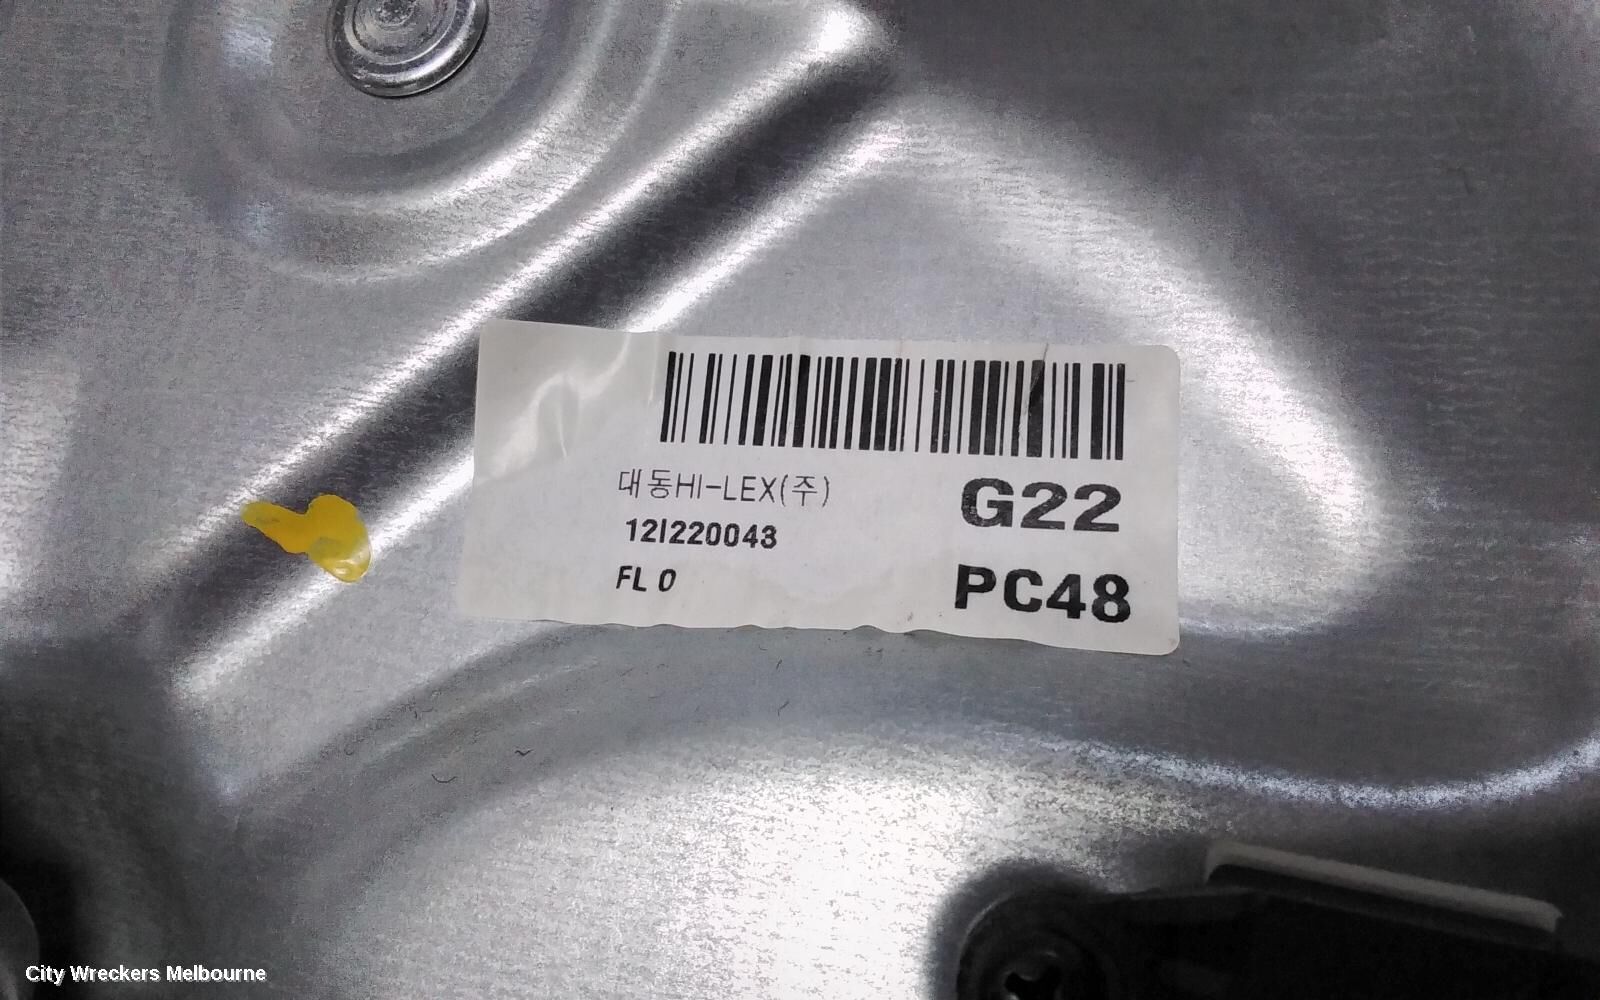 대동HI-LEX(주)
12I220043
FL 0
G22
PC48
City Wreckers Melbourne